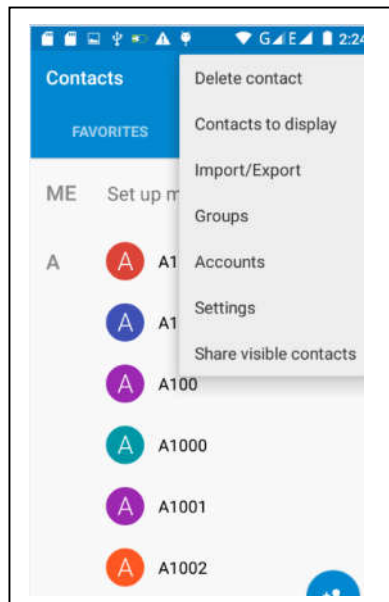 G E 2:24
Contacts
Delete contact
FAVORITES
Contacts to display
Import/Export
ME Set up m
Groups
A A A1
Accounts
A A1
Settings
Share visible contacts
A A100
A A1000
A A1001
A A1002